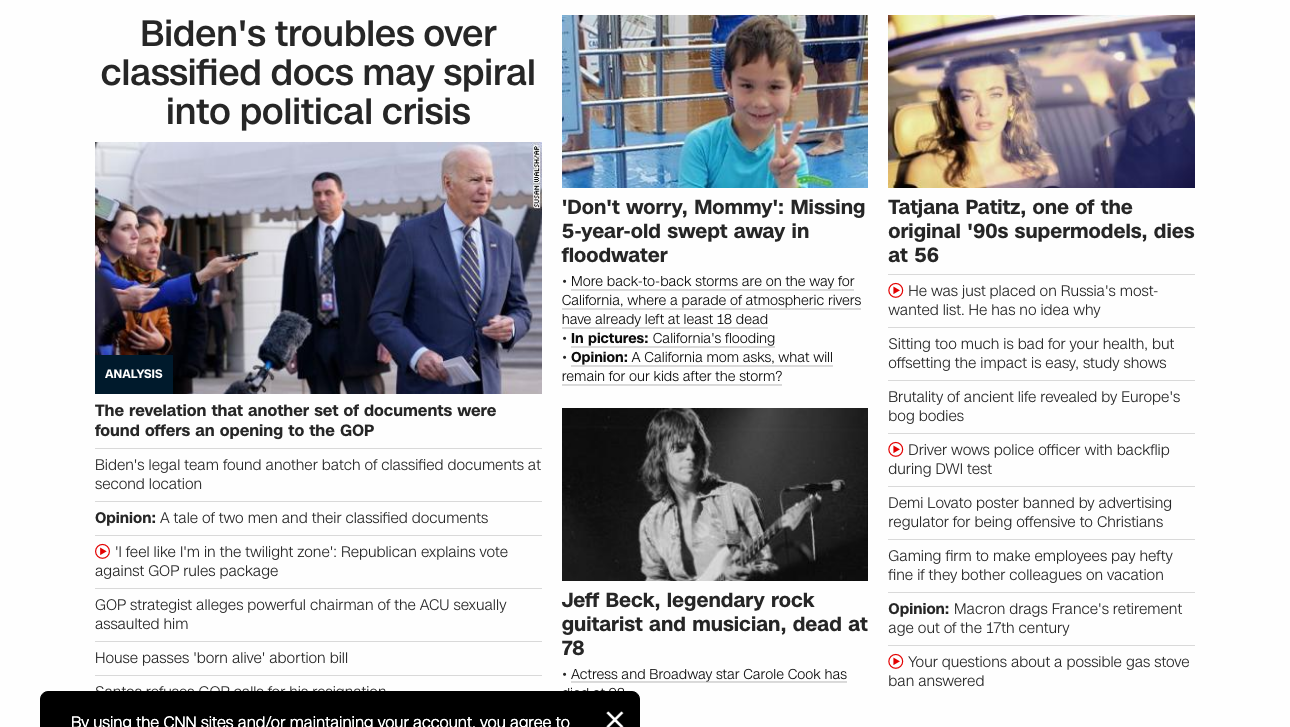 Biden's troubles over
classified docs may spiral
into political crisis
SUSAN WALSH/AP
ANALYSIS
The revelation that another set of documents were
found offers an opening to the GOP
Biden's legal team found another batch of classified documents at
second location
Opinion: A tale of two men and their classified documents
'I feel like I'm in the twilight zone': Republican explains vote
against GOP rules package
GOP strategist alleges powerful chairman of the ACU sexually
assaulted him
House passes 'born alive' abortion bill
Santos refuses GOP calls for his resignation
'Don't worry, Mommy': Missing
5-year-old swept away in
floodwater
• More back-to-back storms are on the way for
California, where a parade of atmospheric rivers
have already left at least 18 dead
• In pictures: California's flooding
• Opinion: A California mom asks, what will
remain for our kids after the storm?
Jeff Beck, legendary rock
guitarist and musician, dead at
78
• Actress and Broadway star Carole Cook has
died at 98
Tatjana Patitz, one of the
original '90s supermodels, dies
at 56
He was just placed on Russia's most-
wanted list. He has no idea why
Sitting too much is bad for your health, but
offsetting the impact is easy, study shows
Brutality of ancient life revealed by Europe's
bog bodies
Driver wows police officer with backflip
during DWI test
Demi Lovato poster banned by advertising
regulator for being offensive to Christians
Gaming firm to make employees pay hefty
fine if they bother colleagues on vacation
Opinion: Macron drags France's retirement
age out of the 17th century
Your questions about a possible gas stove
ban answered
By using the CNN sites and/or maintaining your account, you agree to